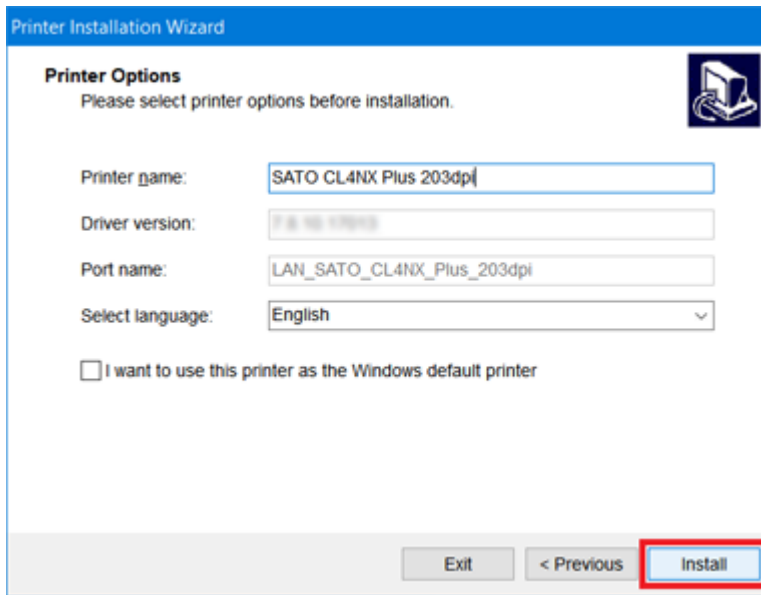 Printer Installation Wizard
Printer Options
Please select printer options before installation.
Printer name: SATO CL4NX Plus 203dpi
Driver version:
Port name: LAN_SATO_CL4NX_Plus_203dpi
Select language: English
I want to use this printer as the Windows default printer
Exit < Previous Install